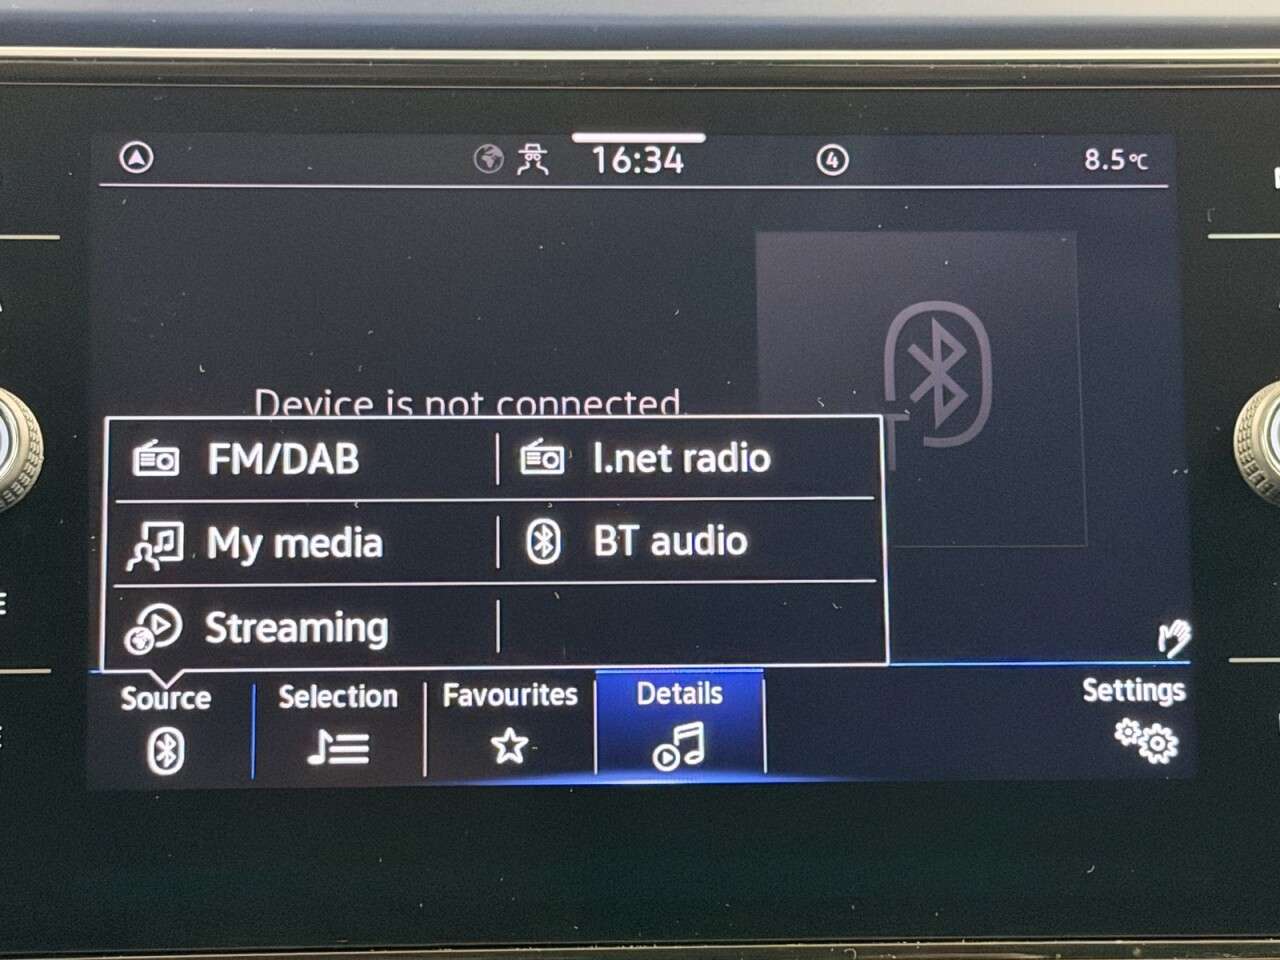 16:34
4
8.5°C
Device is not connected.
FM/DAB
I.net radio
My media
BT audio
Streaming
Source
Selection
Favourites
Details
Settings